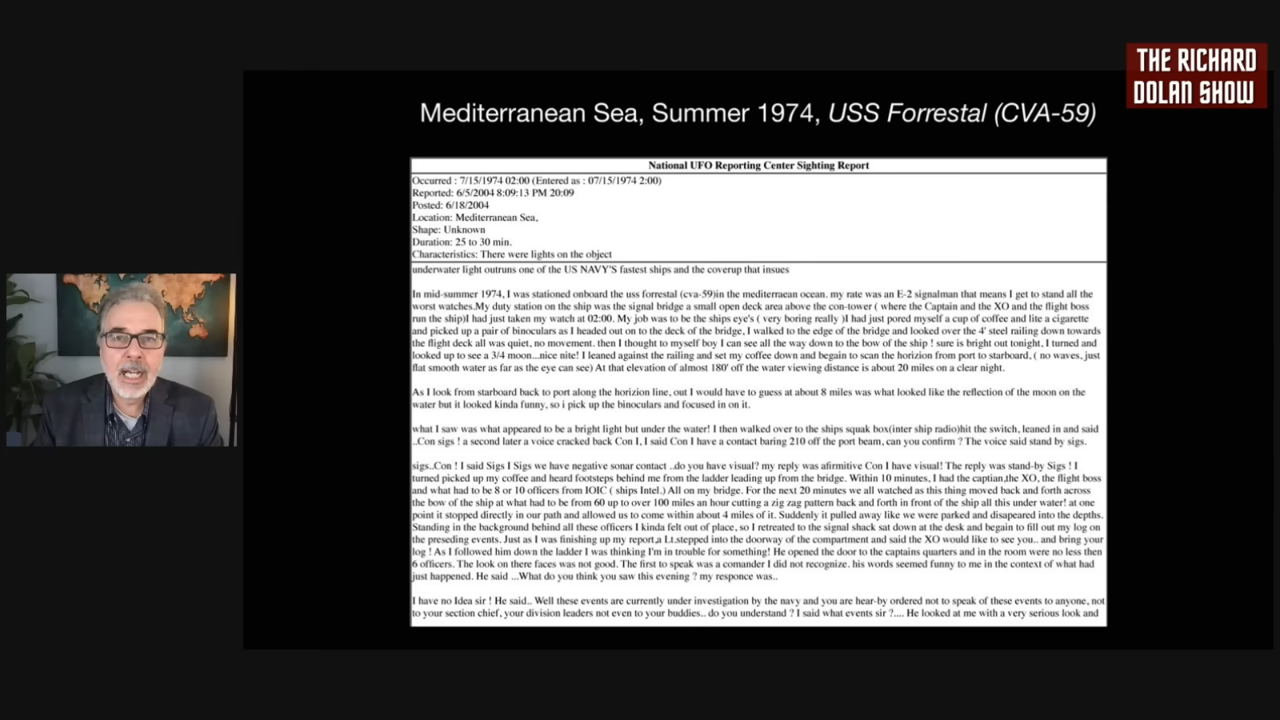 THE RICHARD
DOLAN SHOW
Mediterranean Sea, Summer 1974, USS Forrestal (CVA-59)
National UFO Reporting Center Sighting Report
Occurred : 7/15/1974 02:00 (Entered as : 07/15/1974 2:00)
Reported: 6/5/2004 8:09:13 PM 20:09
Posted: 6/18/2004
Location: Mediterranean Sea,
Shape: Unknown
Duration: 25 to 30 min.
Characteristics: There were lights on the object
underwater light outruns one of the US NAVY'S fastest ships and the coverup that insues
In mid-summer 1974, I was stationed onboard the uss forrestal (cva-59)in the mediterraean ocean. my rate was an E-2 signalman that means I get to stand all the
worst watches.My duty station on the ship was the signal bridge a small open deck area above the con-tower ( where the Captain and the XO and the flight boss
run the ship)I had just taken my watch at 02:00. My job was to be the ships eye's ( very boring really )I had just pored myself a cup of coffee and lite a cigarette
and picked up a pair of binoculars as I headed out on to the deck of the bridge, I walked to the edge of the bridge and looked over the 4' steel railing down towards
the flight deck all was quiet, no movement. then I thought to myself boy I can see all the way down to the bow of the ship ! sure is bright out tonight, I turned and
looked up to see a 3/4 moon...nice nite! I leaned against the railing and set my coffee down and begin to scan the horizion from port to starboard, ( no waves, just
flat smooth water as far as the eye can see) At that elevation of almost 180' off the water viewing distance is about 20 miles on a clear night.
As I look from starboard back to port along the horizion line, out I would have to guess at about 8 miles was what looked like the reflection of the moon on the
water but it looked kinda funny, so i pick up the binoculars and focused in on it.
what I saw was what appeared to be a bright light but under the water! I then walked over to the ships squak box(inter ship radio)hit the switch, leaned in and said
..Con sigs ! a second later a voice cracked back Con I, I said Con I have a contact baring 210 off the port beam, can you confirm ? The voice said stand by sigs.
sigs..Con ! I said Sigs I Sigs we have negative sonar contact ..do you have visual? my reply was afirmitive Con I have visual! The reply was stand-by Sigs ! I
turned picked up my coffee and heard footsteps behind me from the ladder leading up from the bridge. Within 10 minutes, I had the captian,the XO, the flight boss
and what had to be 8 or 10 officers from IOIC ( ships Intel.) All on my bridge. For the next 20 minutes we all watched as this thing moved back and forth across
the bow of the ship at what had to be from 60 up to over 100 miles an hour cutting a zig zag pattern back and forth in front of the ship all this under water! at one
point it stopped directly in our path and allowed us to come within about 4 miles of it. Suddenly it pulled away like we were parked and disapeared into the depths.
Standing in the background behind all these officers I kinda felt out of place, so I retreated to the signal shack sat down at the desk and begain to fill out my log on
the preseding events. Just as I was finishing up my report,a Lt.stepped into the doorway of the compartment and said the XO would like to see you.. and bring your
log ! As I followed him down the ladder I was thinking I'm in trouble for something! He opened the door to the captains quarters and in the room were no less then
6 officers. The look on there faces was not good. The first to speak was a comander I did not recognize. his words seemed funny to me in the context of what had
just happened. He said ...What do you think you saw this evening ? my responce was..
I have no Idea sir ! He said.. Well these events are currently under investigation by the navy and you are hear-by ordered not to speak of these events to anyone, not
to your section chief, your division leaders not even to your buddies.. do you understand ? I said what events sir ?.... He looked at me with a very serious look and